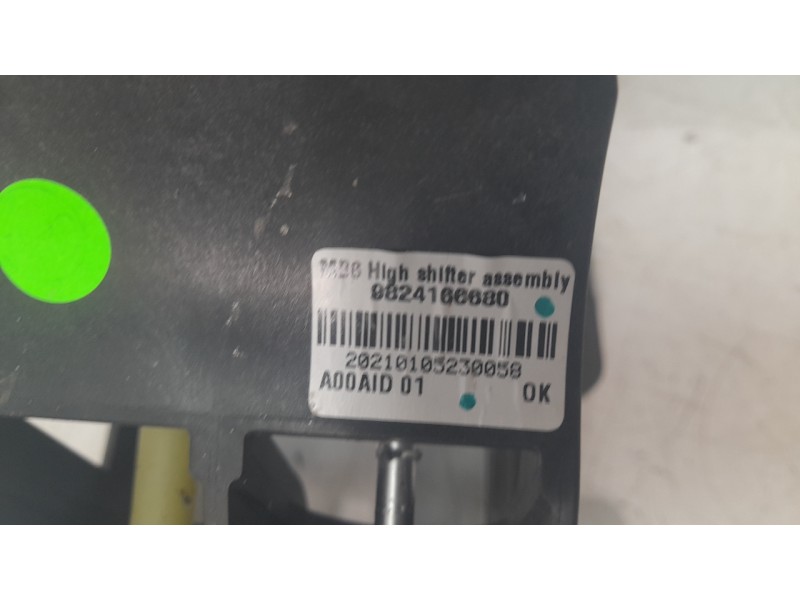 MB6 High shifter assembly
9824166680
20210105230058
A00AID 01 OK